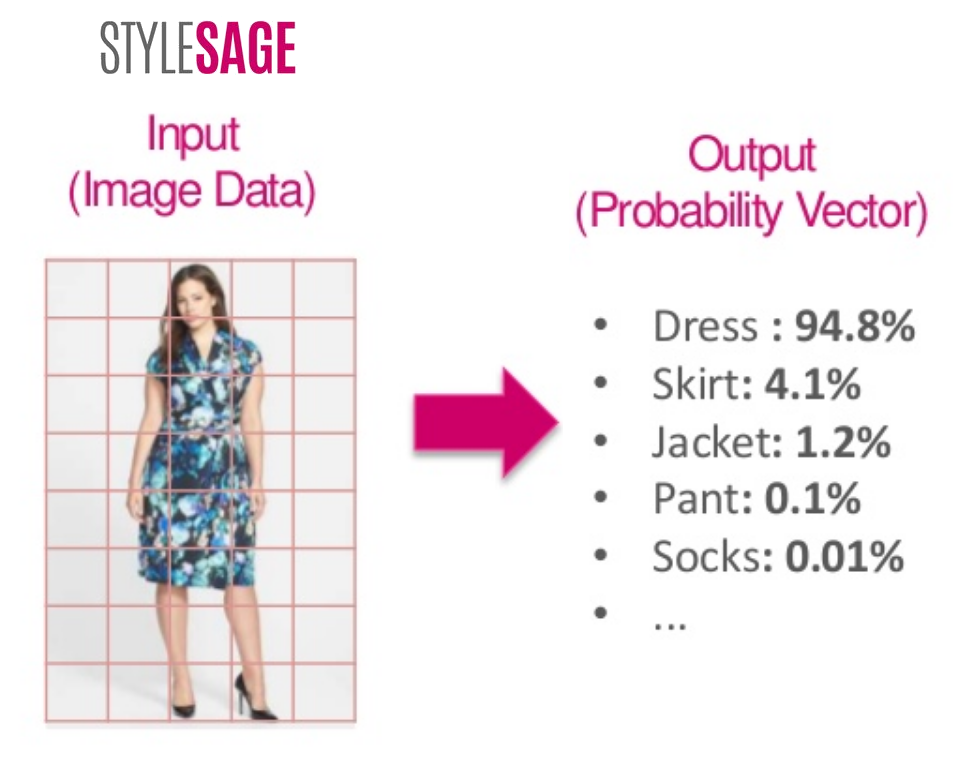 STYLESAGE
Input
(Image Data)
Output
(Probability Vector)
• Dress : 94.8%
• Skirt: 4.1%
• Jacket: 1.2%
• Pant: 0.1%
• Socks: 0.01%
• ...